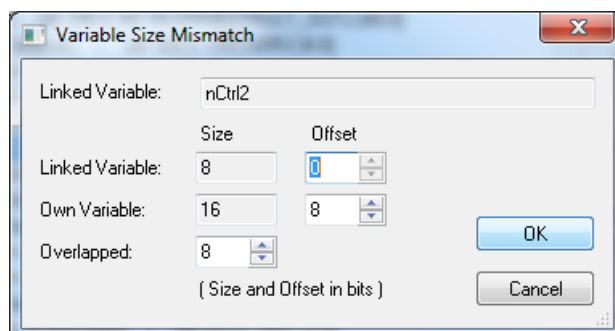 Variable Size Mismatch
Linked Variable: nCtrl2
Size Offset
Linked Variable: 8 0
Own Variable: 16 8
Overlapped: 8
OK
( Size and Offset in bits )
Cancel